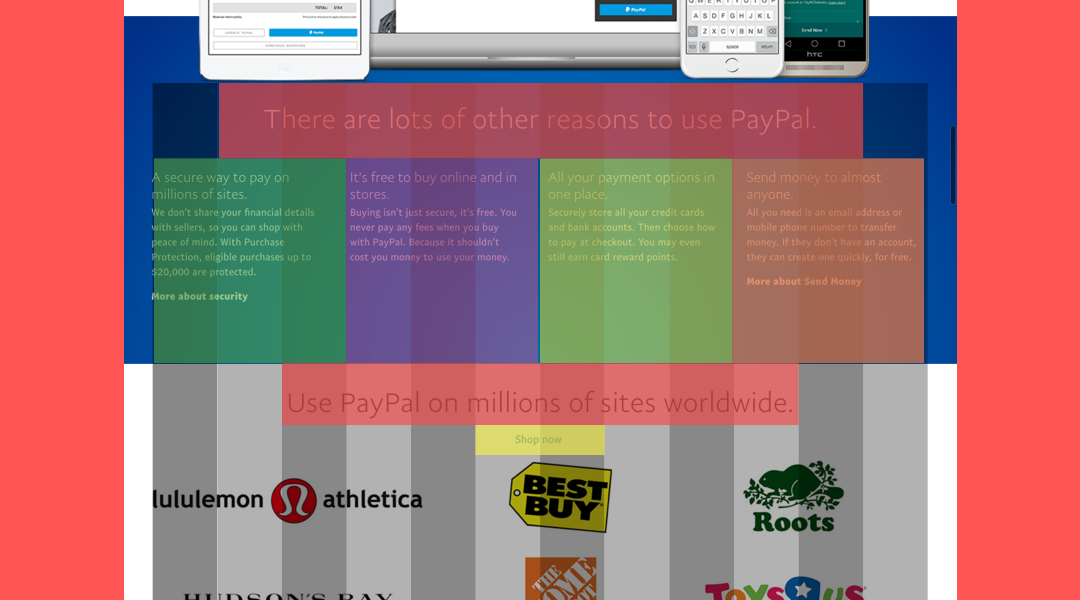 TOTAL: $164
UPDATE TOTAL
PayPal
CONTINUE SHOPPING
PayPal
A S D F G H J K L
Z X C V B N M
123
space
return
Send Now >
hTC
There are lots of other reasons to use PayPal.
A secure way to pay on
millions of sites.
We don't share your financial details
with sellers, so you can shop with
peace of mind. With Purchase
Protection, eligible purchases up to
$20,000 are protected.
More about security
It's free to buy online and in
stores.
Buying isn't just secure, it's free. You
never pay any fees when you buy
with PayPal. Because it shouldn't
cost you money to use your money.
All your payment options in
one place.
Securely store all your credit cards
and bank accounts. Then choose how
to pay at checkout. You may even
still earn card reward points.
Send money to almost
anyone.
All you need is an email address or
mobile phone number to transfer
money. If they don't have an account,
they can create one quickly, for free.
More about Send Money
Use PayPal on millions of sites worldwide.
Shop now
lululemon athletica
BEST
BUY
Roots
HUDSON'S BAY
THE
HOME
DEPOT
TOYS R US